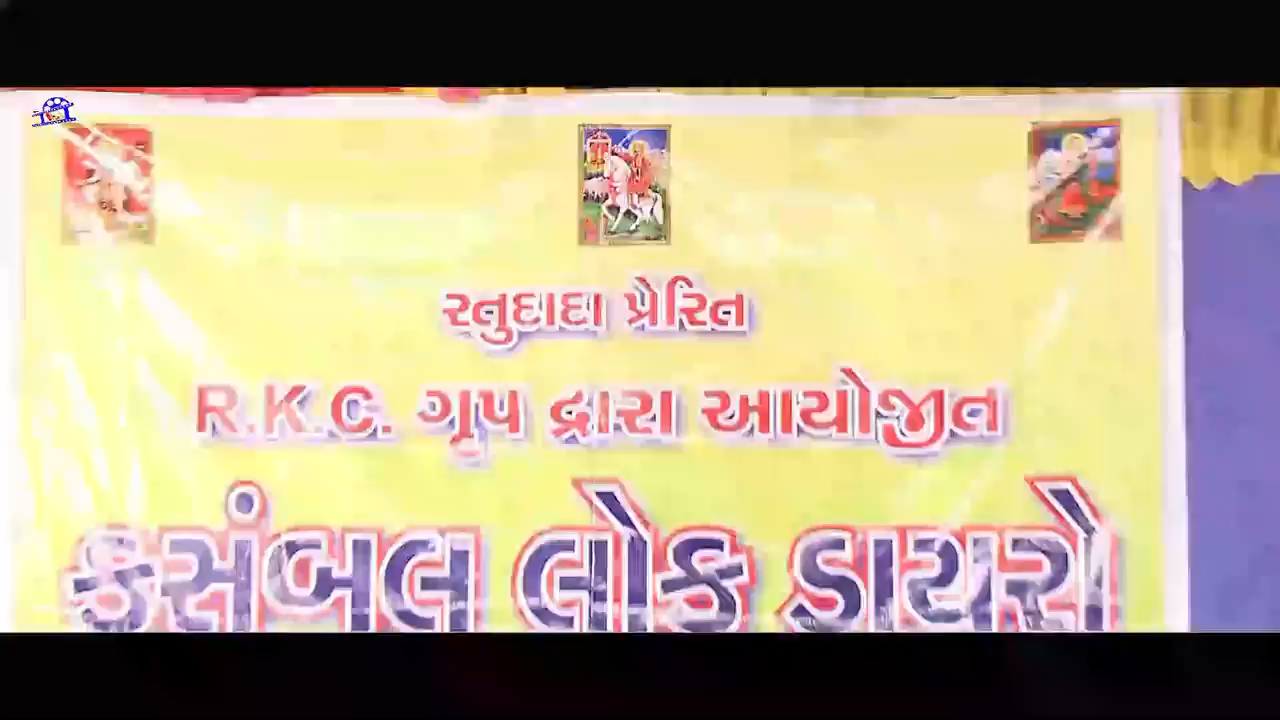 રતુદાદા પ્રેરિત
R.K.C. ગૃપ દ્વારા આયોજીત
કસંબલ લોક ડાયરો